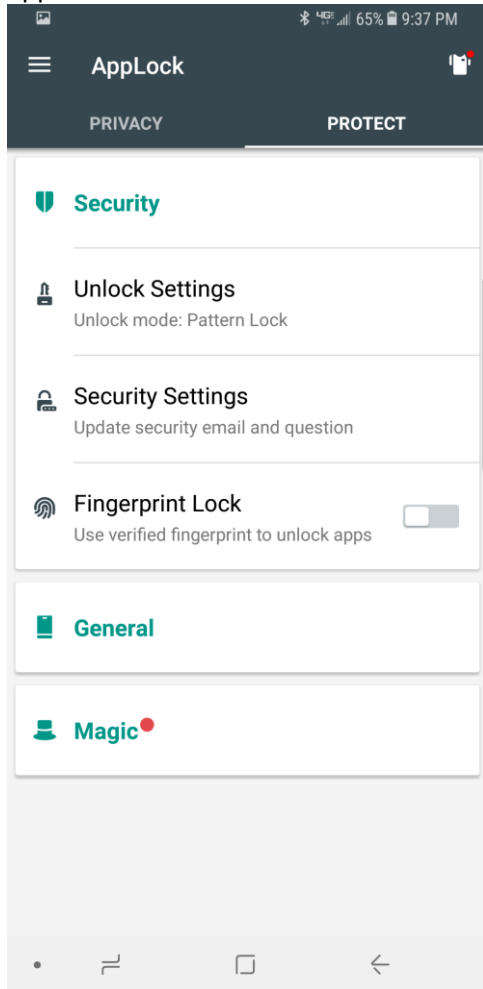 65% 9:37 PM
AppLock
PRIVACY PROTECT
Security
Unlock Settings
Unlock mode: Pattern Lock
Security Settings
Update security email and question
Fingerprint Lock
Use verified fingerprint to unlock apps
General
Magic